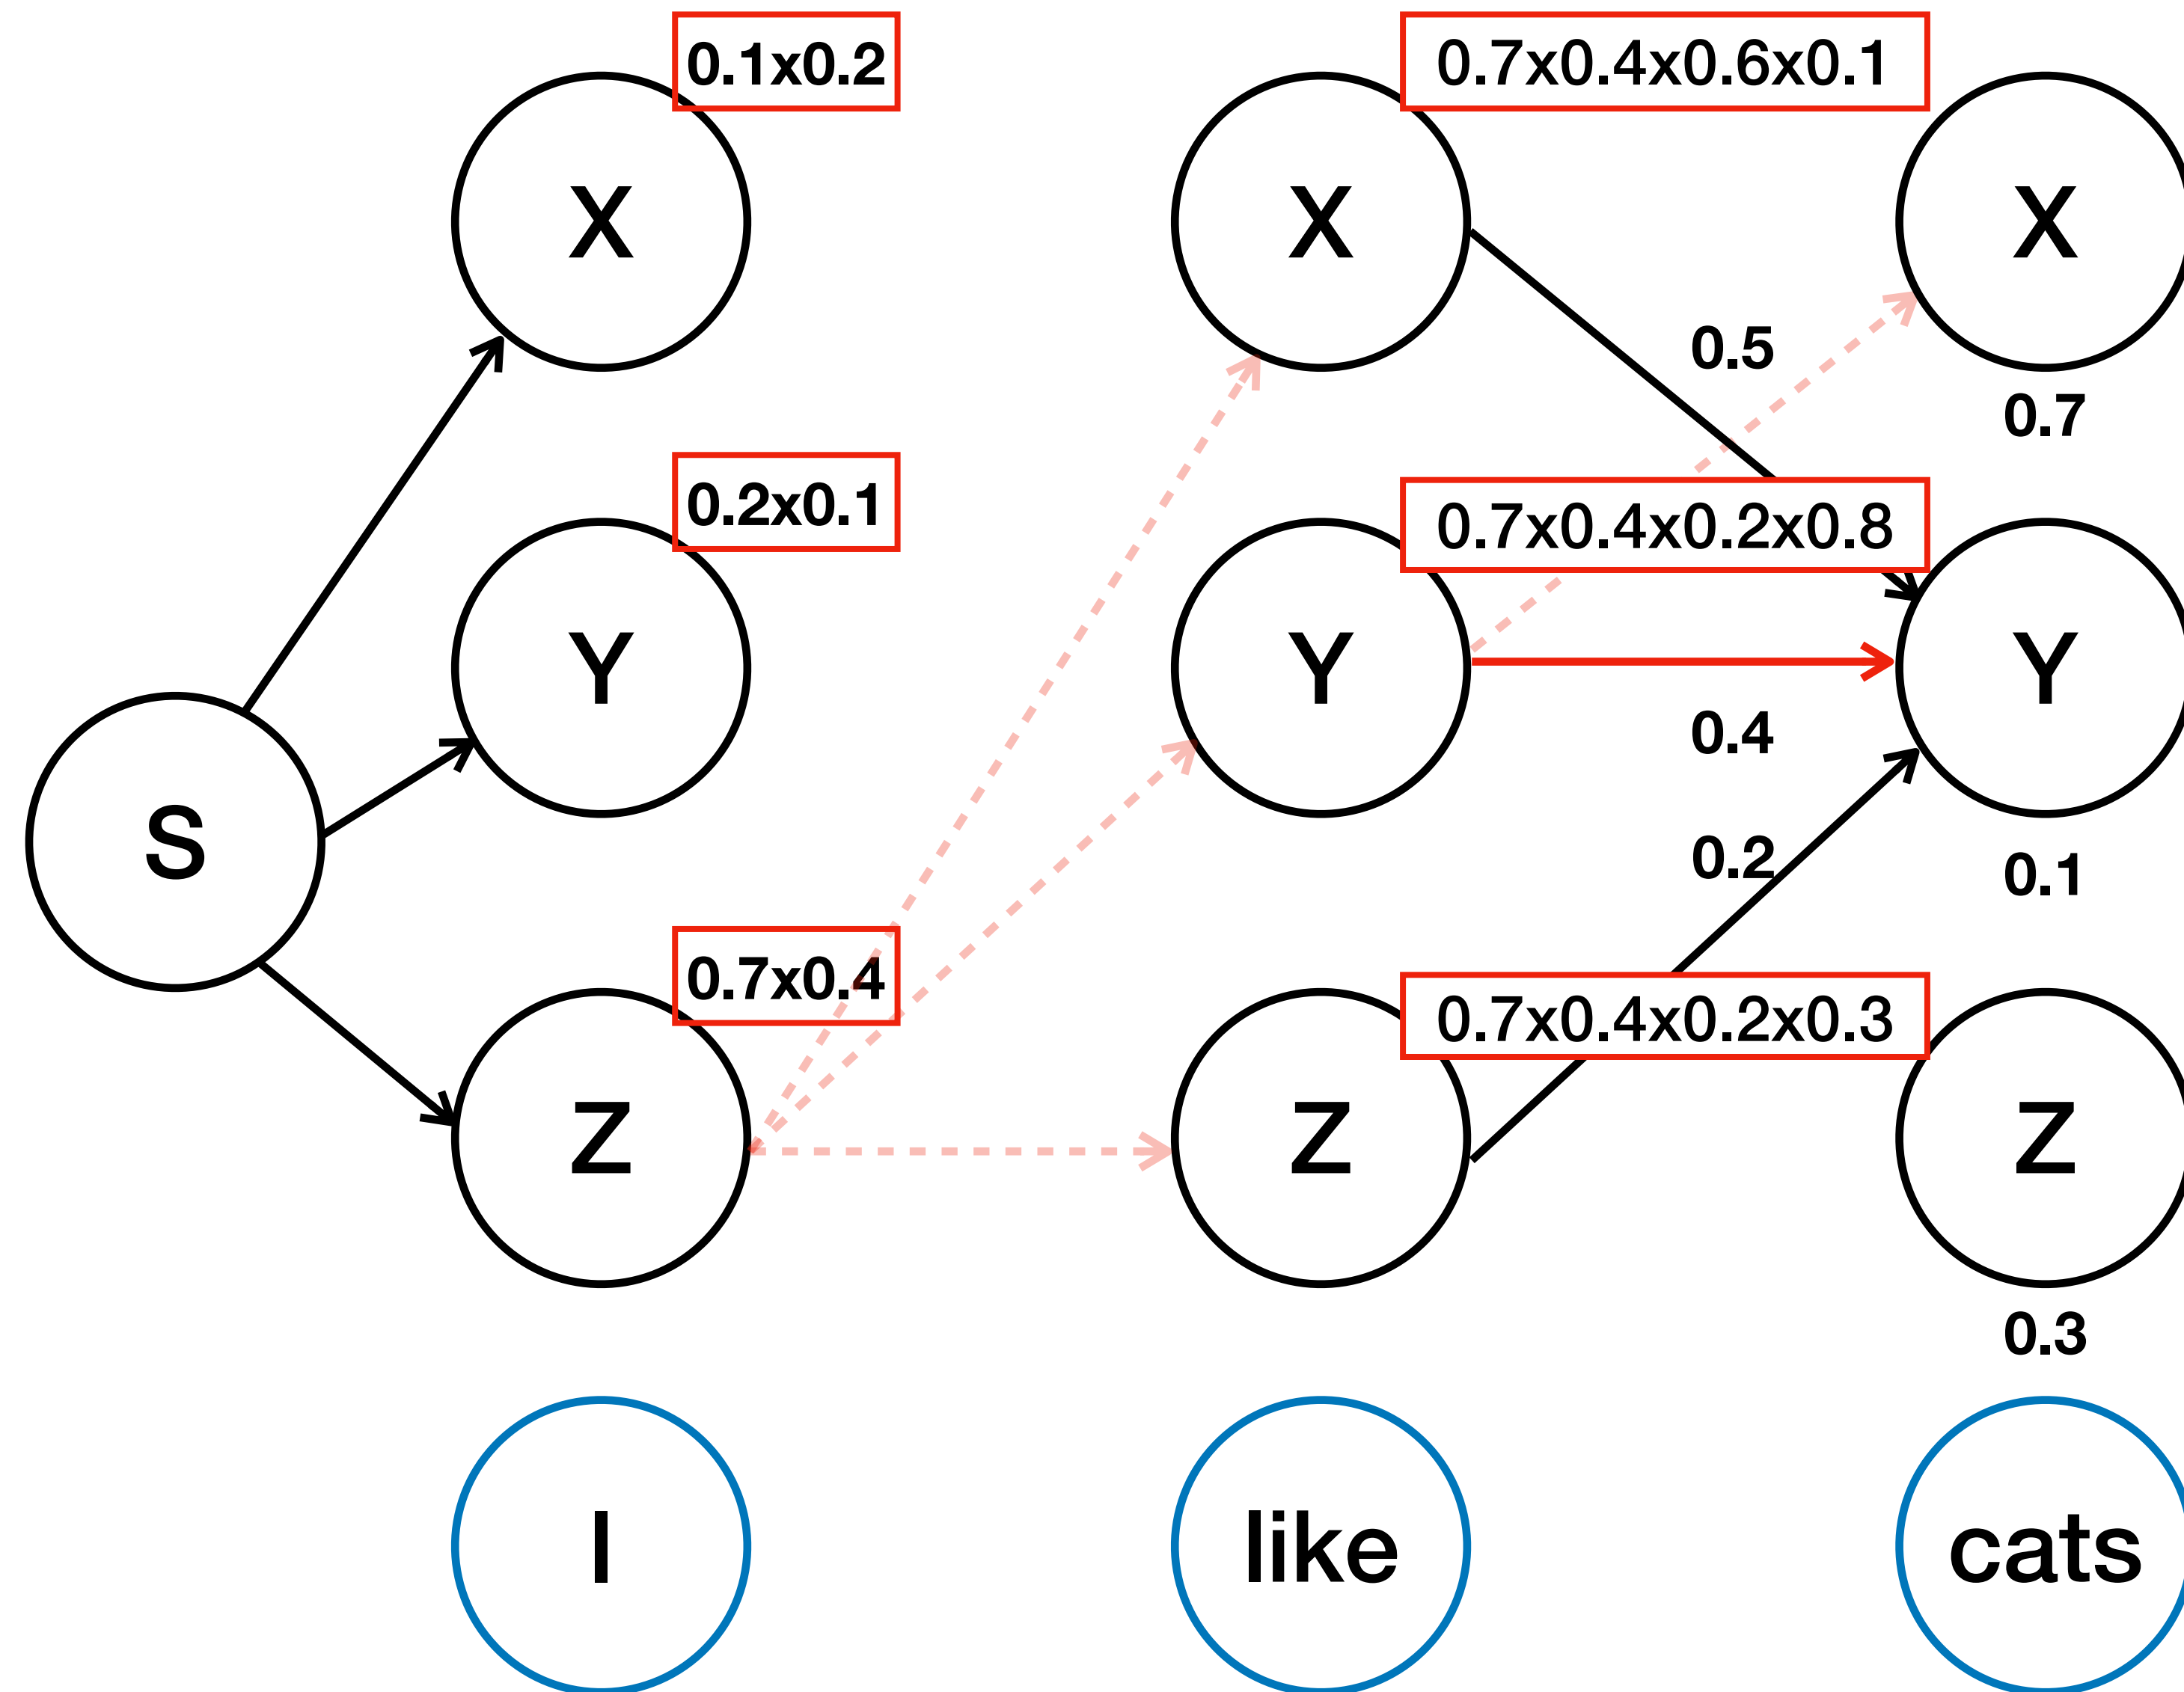 0.1x0.2
0.7x0.4x0.6x0.1
X
X
X
0.5
0.7
0.2x0.1
0.7x0.4x0.2x0.8
Y
Y
Y
0.4
S
0.2
0.1
0.7x0.4
0.7x0.4x0.2x0.3
Z
Z
Z
0.3
I
like
cats